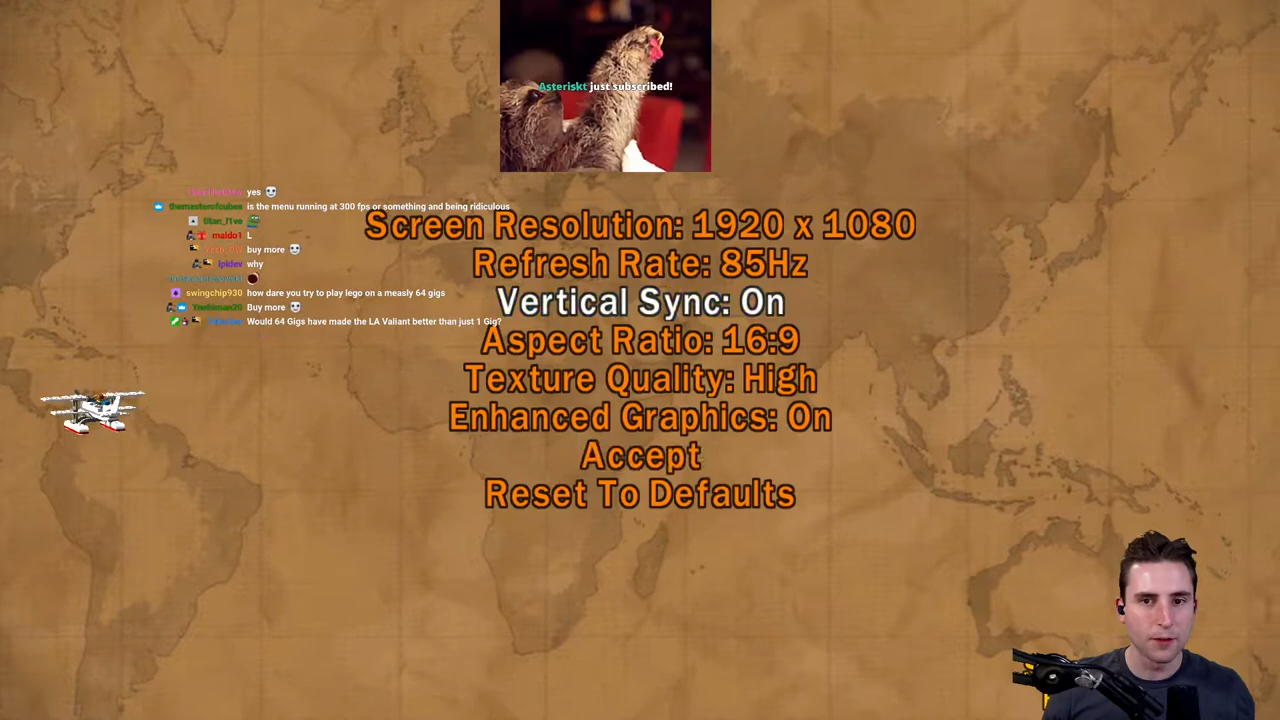 Asteriskt just subscribed!
yes
themasterofcubes is the menu running at 300 fps or something and being ridiculous
titan_f1ve
maldo1 L
buy more
lpkdev why
swingchip930 how dare you try to play lego on a measly 64 gigs
Buy more
Would 64 Gigs have made the LA Valiant better than just 1 Gig?
Screen Resolution: 1920 x 1080
Refresh Rate: 85Hz
Vertical Sync: On
Aspect Ratio: 16:9
Texture Quality: High
Enhanced Graphics: On
Accept
Reset To Defaults